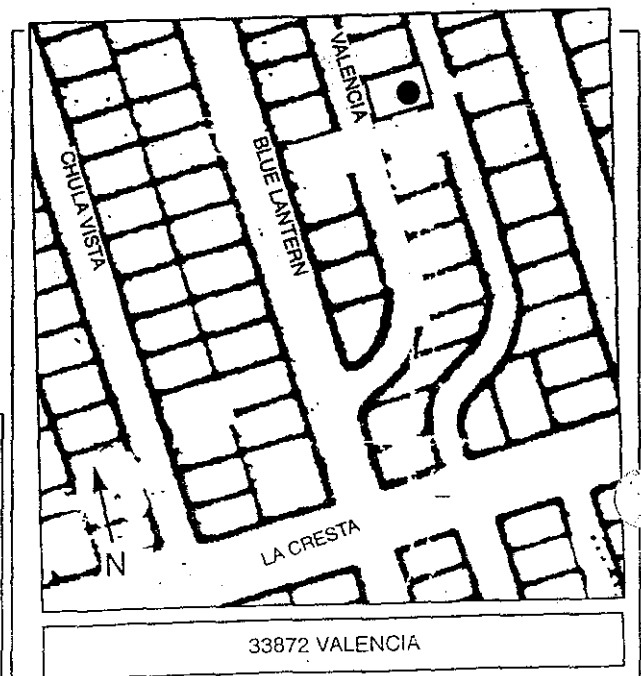 VALENCIA
BLUE LANTERN
CHULA VISTA
LA CRESTA
N
33872 VALENCIA